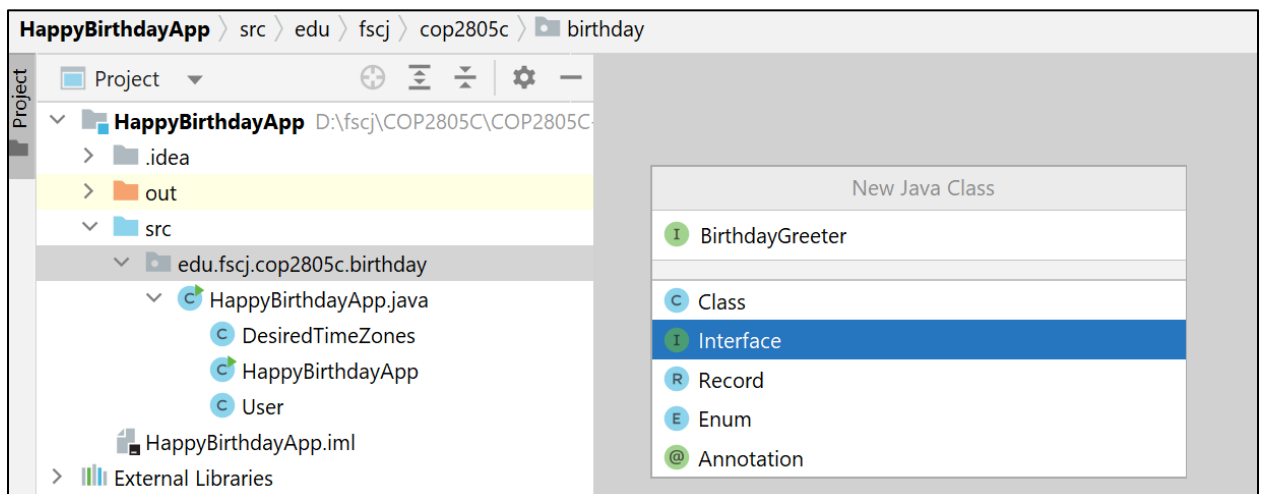 HappyBirthdayApp 〉 src 〉 edu 〉 fscj 〉 cop2805c 〉 birthday
Project
Project
HappyBirthdayApp D:\fscj\COP2805C\COP2805C-
.idea
out
src
edu.fscj.cop2805c.birthday
HappyBirthdayApp.java
C DesiredTimeZones
C HappyBirthdayApp
C User
HappyBirthdayApp.iml
External Libraries
New Java Class
I BirthdayGreeter
C Class
I Interface
R Record
E Enum
@ Annotation